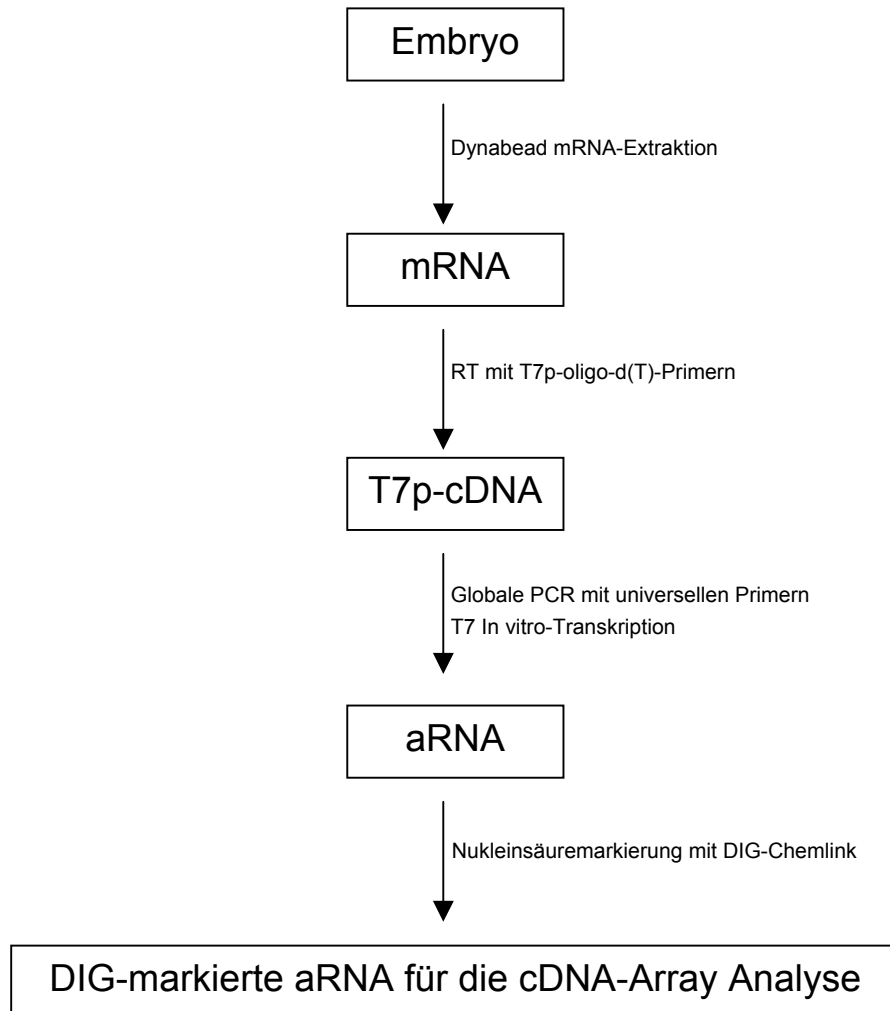 Embryo
Dynabead mRNA-Extraktion
mRNA
RT mit T7p-oligo-d(T)-Primern
T7p-cDNA
Globale PCR mit universellen Primern
T7 In vitro-Transkription
aRNA
Nukleinsäuremarkierung mit DIG-Chemlink
DIG-markierte aRNA für die cDNA-Array Analyse